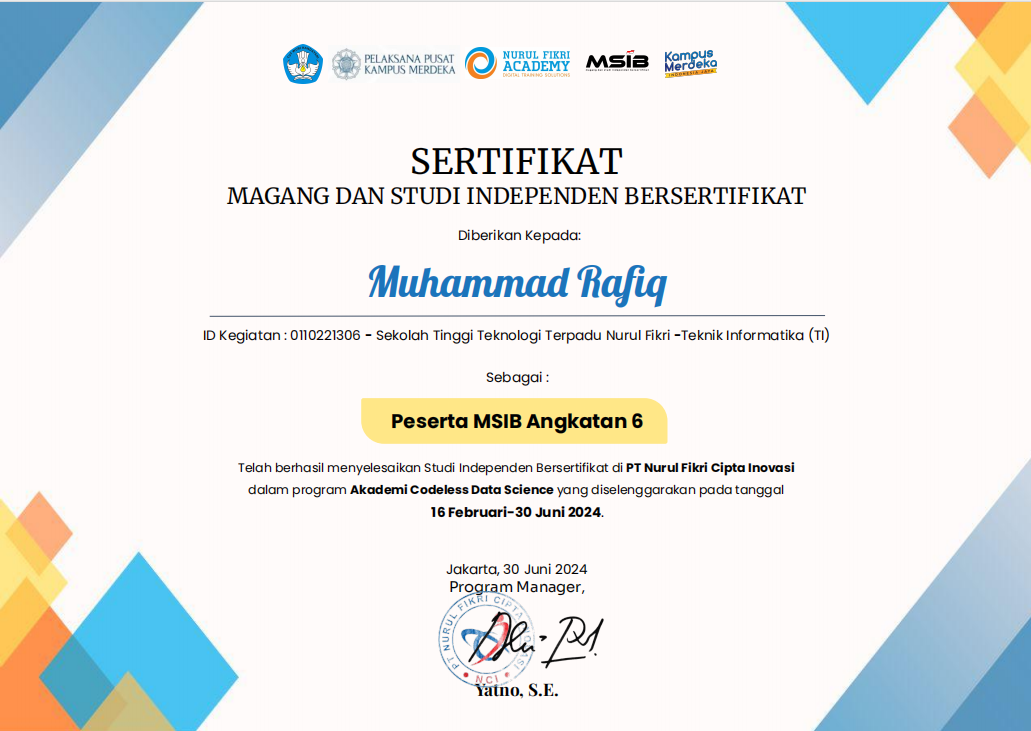 PELAKSANA PUSAT
KAMPUS MERDEKA
NURUL FIKRI
ACADEMY
DIGITAL TRAINING SOLUTIONS
MSIB
Kampus
Merdeka
INDONESIA JAYA
SERTIFIKAT
MAGANG DAN STUDI INDEPENDEN BERSERTIFIKAT
Diberikan Kepada:
Muhammad Rafiq
ID Kegiatan : 0110221306 - Sekolah Tinggi Teknologi Terpadu Nurul Fikri -Teknik Informatika (TI)
Sebagai :
Peserta MSIB Angkatan 6
Telah berhasil menyelesaikan Studi Independen Bersertifikat di PT Nurul Fikri Cipta Inovasi
dalam program Akademi Codeless Data Science yang diselenggarakan pada tanggal
16 Februari-30 Juni 2024.
Jakarta, 30 Juni 2024
Program Manager,
PT NURUL FIKRI CIPTA INOVASI
NCI
Yatno, S.E.